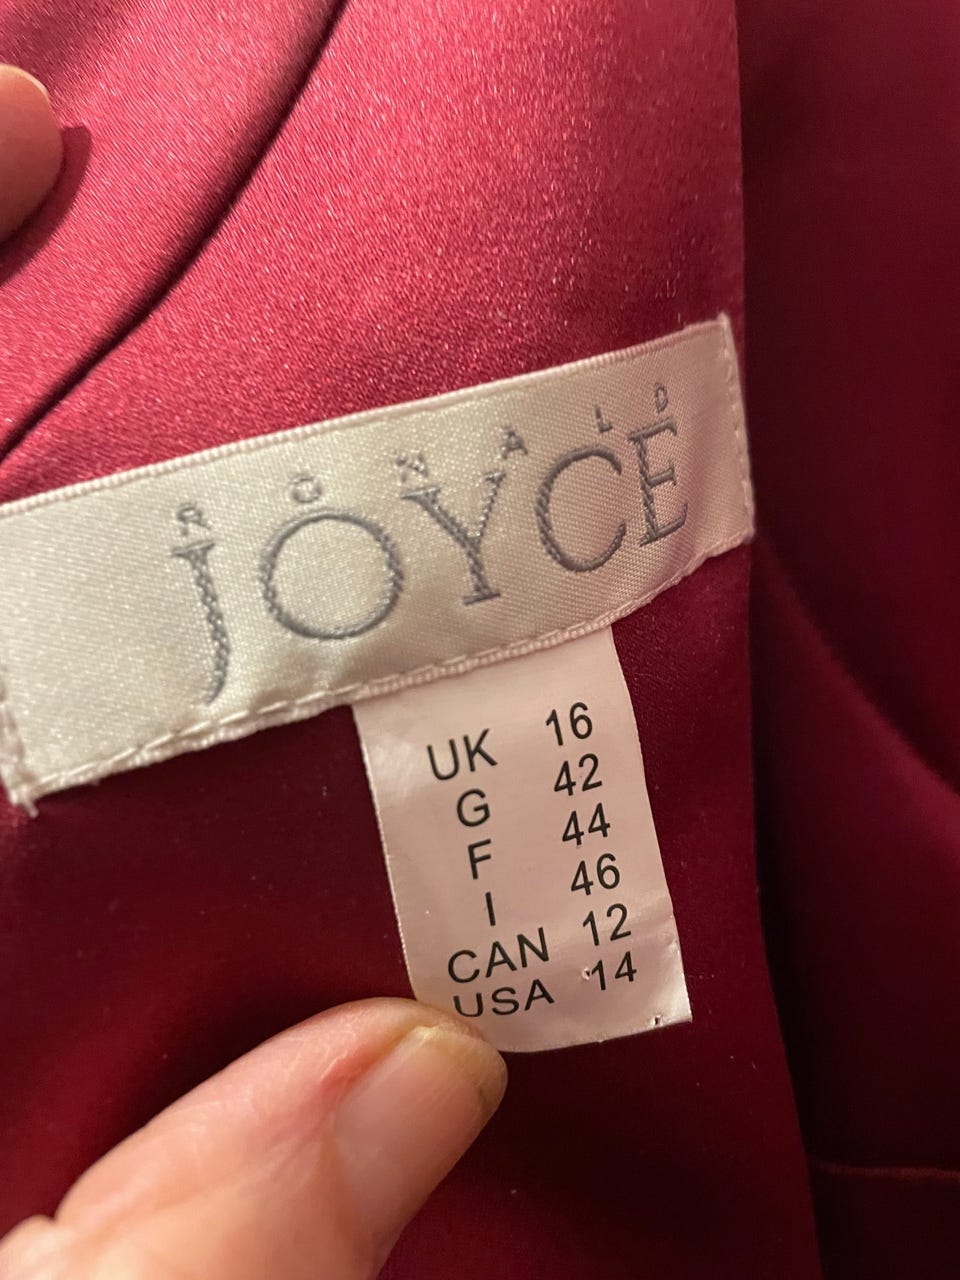 RONALD
JOYCE
UK 16
G 42
F 44
I 46
CAN 12
USA 14